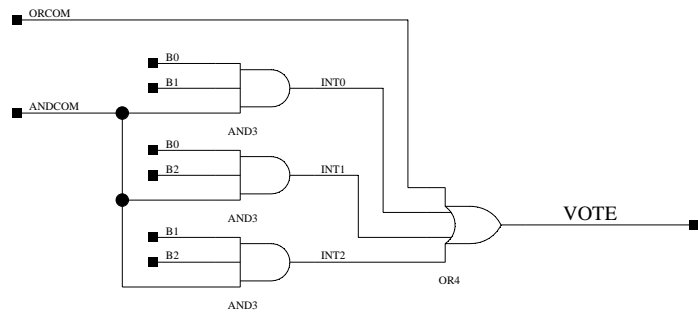 ORCOM
B0
B1
INT0
ANDCOM
AND3
B0
B2
INT1
AND3
VOTE
B1
B2
INT2
OR4
AND3